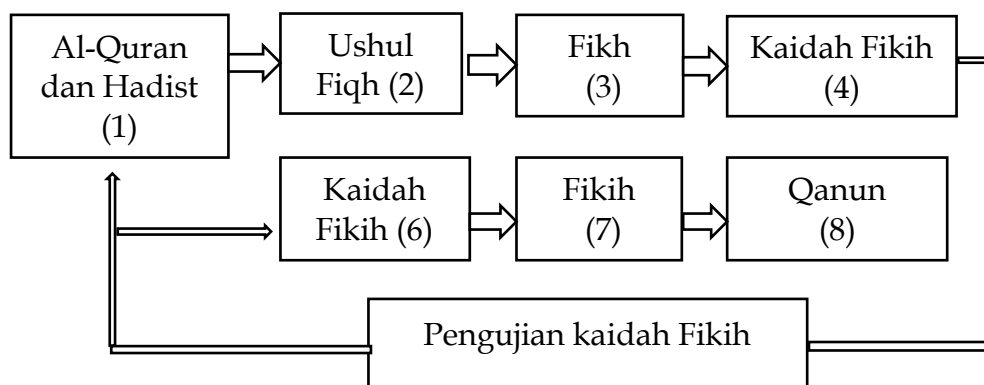 Al-Quran
dan Hadist
(1)
Ushul
Fiqh (2)
Fikh
(3)
Kaidah Fikih
(4)
Kaidah
Fikih (6)
Fikih
(7)
Qanun
(8)
Pengujian kaidah Fikih